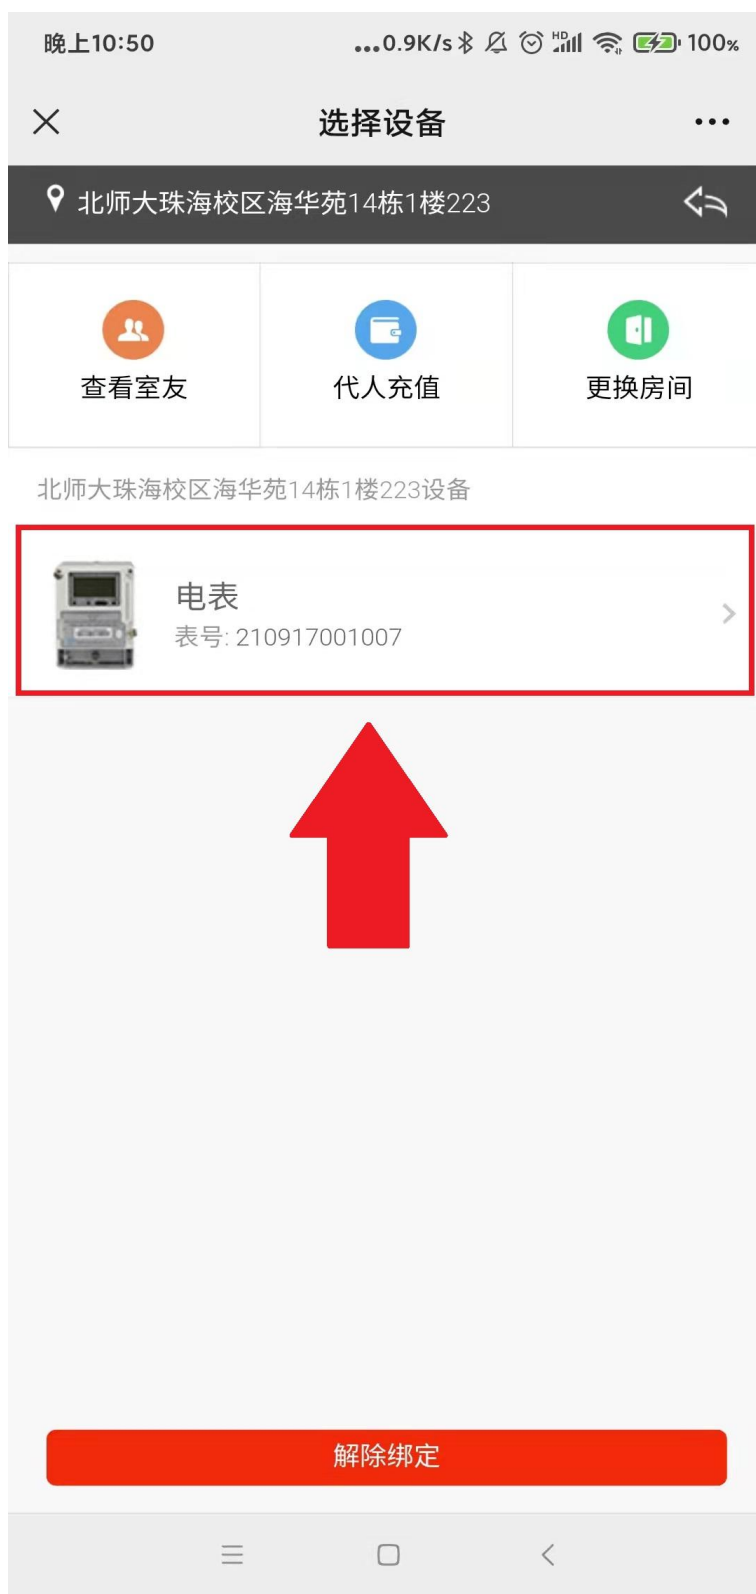 晚上10:50 ...0.9K/s HD 100%
选择设备
北师大珠海校区海华苑14栋1楼223
查看室友 代人充值 更换房间
北师大珠海校区海华苑14栋1楼223设备
电表
表号: 210917001007
解除绑定